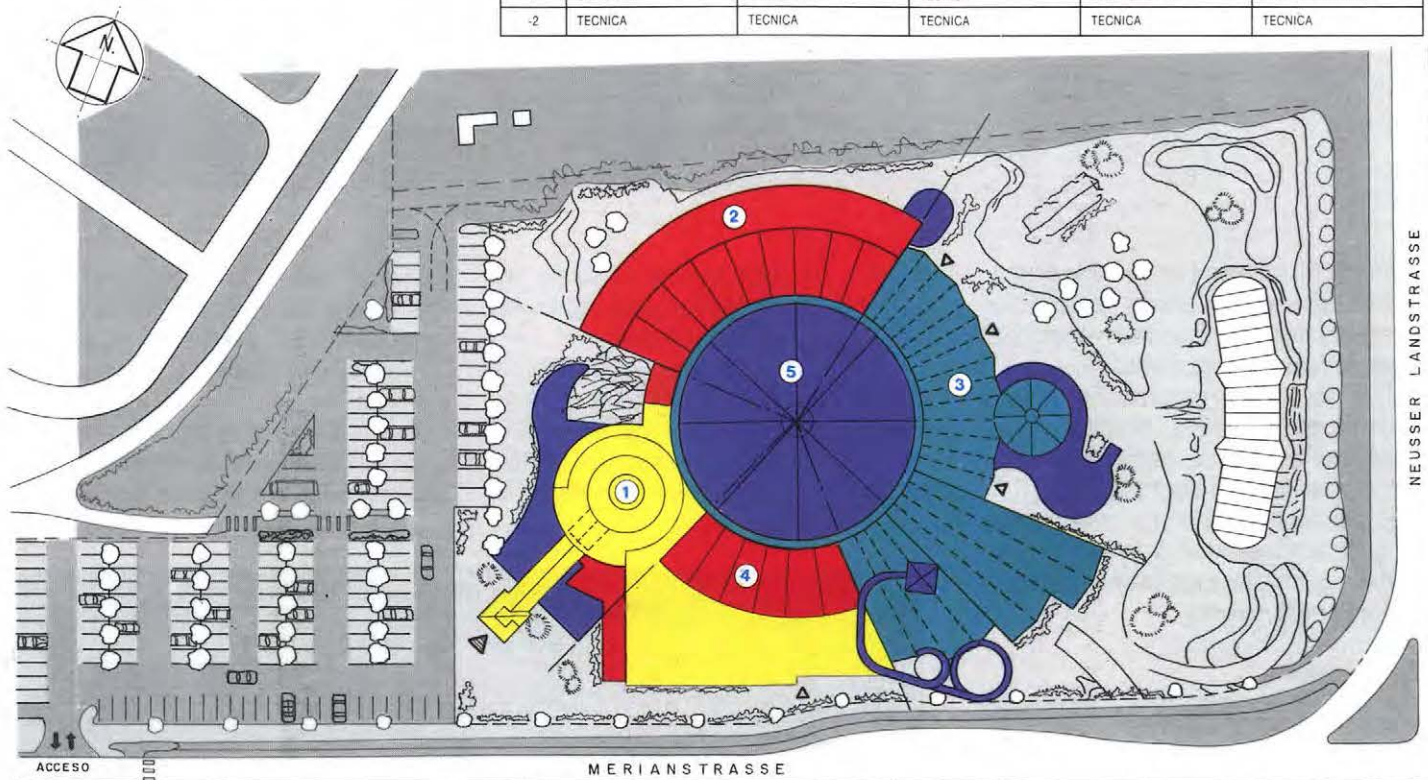 -2 TECNICA TECNICA TECNICA TECNICA TECNICA
N.
2
5
3
1
4
NEUSSER LANDSTRASSE
ACCESO
MERIANSTRASSE